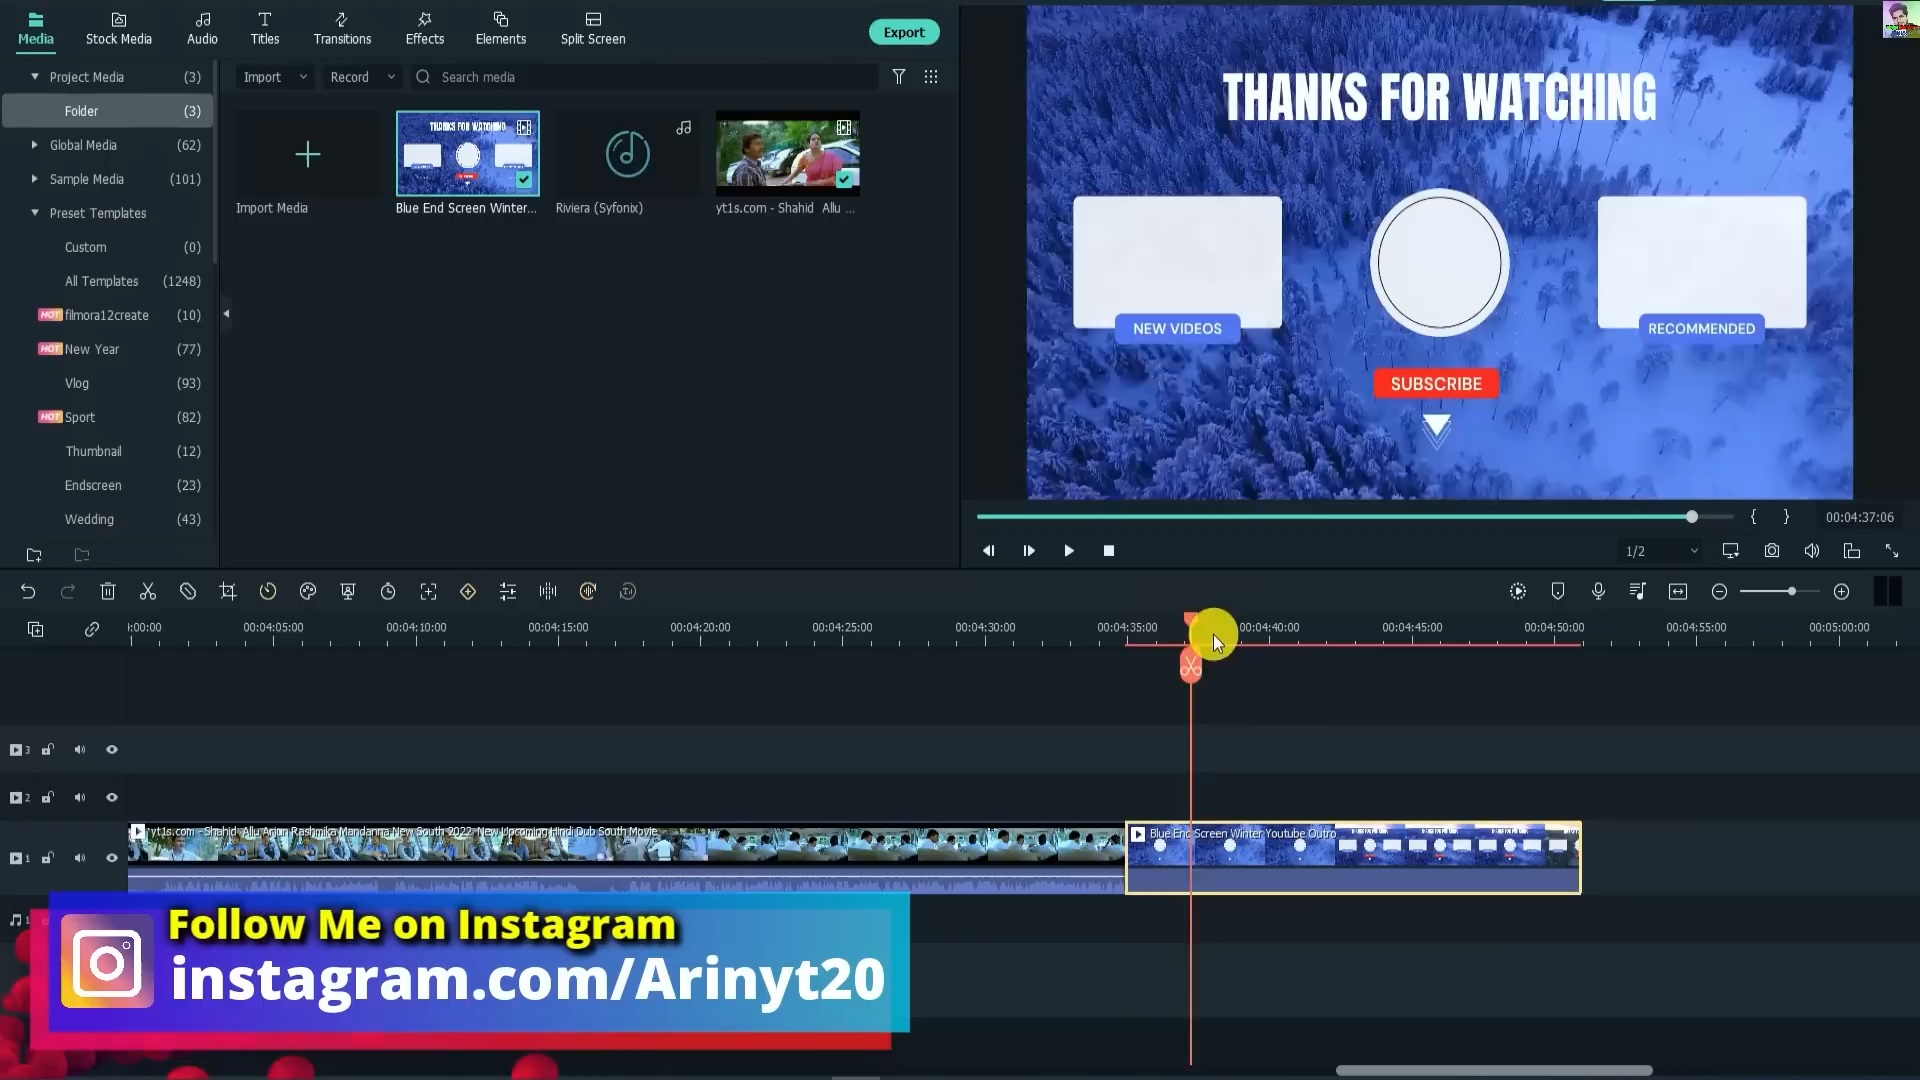 Media
Stock Media
Audio
Titles
Transitions
Effects
Elements
Split Screen
Export
Project Media (3)
Folder (3)
Global Media (62)
Sample Media (101)
Preset Templates
Custom (0)
All Templates (1248)
HOT filmora12create (10)
HOT New Year (77)
Vlog (93)
HOT Sport (82)
Thumbnail (12)
Endscreen (23)
Wedding (43)
Import
Record
Search media
Import Media
THANKS FOR WATCHING
Blue End Screen Winter...
Riviera (Syfonix)
yt1s.com - Shahid Allu ...
THANKS FOR WATCHING
NEW VIDEOS
RECOMMENDED
SUBSCRIBE
00:04:37:06
1/2
:00:00
00:04:05:00
00:04:10:00
00:04:15:00
00:04:20:00
00:04:25:00
00:04:30:00
00:04:35:00
00:04:40:00
00:04:45:00
00:04:50:00
00:04:55:00
00:05:00:00
3
2
1
yt1s.com - Shahid Allu Arjun Rashmika Mandanna New South 2022 New Upcoming Hindi Dub South Movie
Blue End Screen Winter Youtube Outro
1
Follow Me on Instagram
instagram.com/Arinyt20